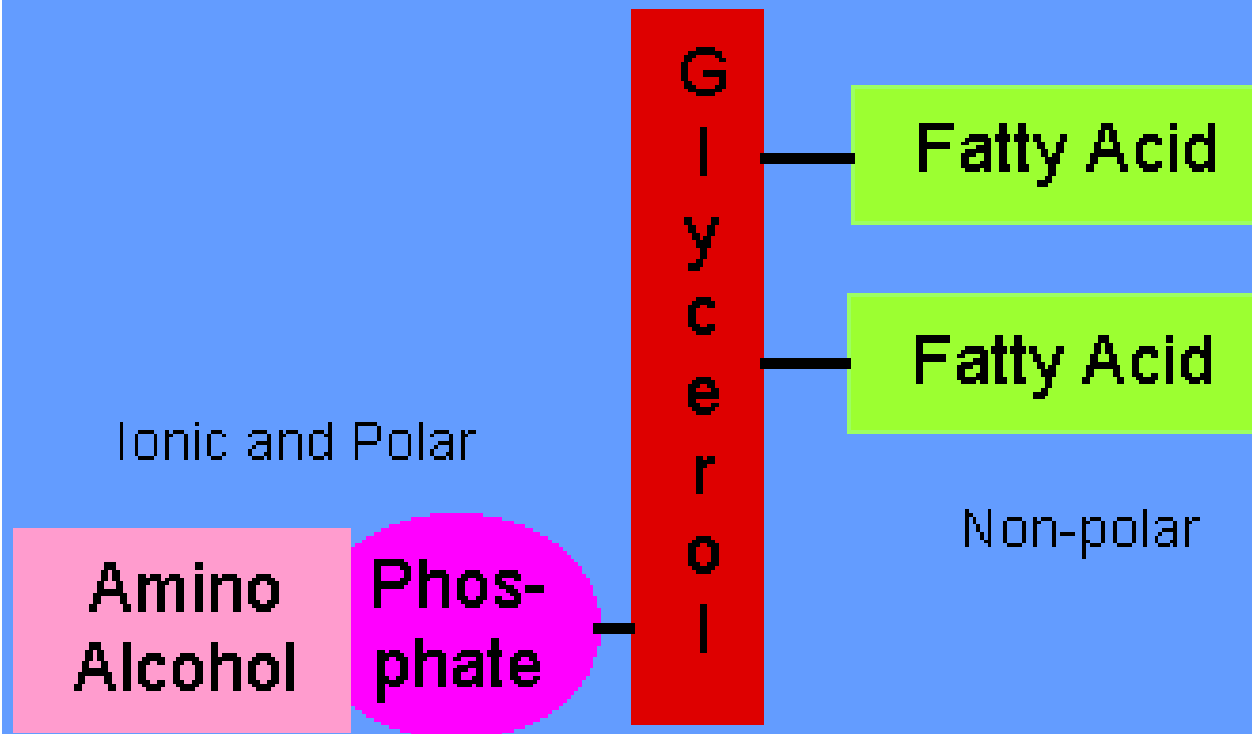 Glycerol
Fatty Acid
Fatty Acid
Ionic and Polar
Non-polar
Amino
Alcohol
Phos-
phate